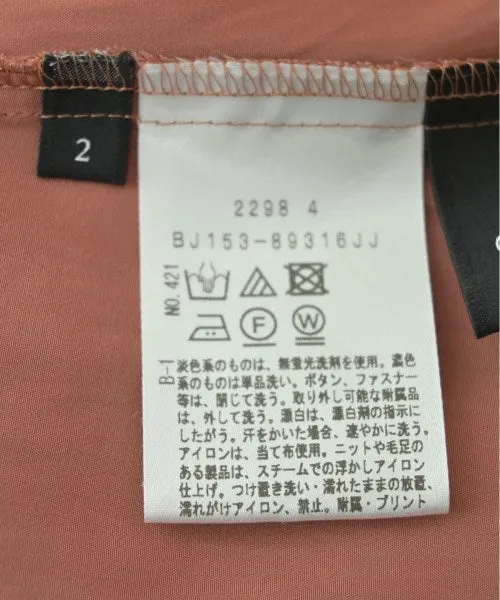 2
2298 4
BJ153-89316JJ
NO.421
F
W
B-1
淡色系のものは、無蛍光洗剤を使用。濃色
系のものは単品洗い。ボタン、ファスナー
等は、閉じて洗う。取り外し可能な附属品
は、外して洗う。漂白は、漂白剤の指示に
したがう。汗をかいた場合、速やかに洗う。
アイロンは、当て布使用。ニットや毛足の
ある製品は、スチームでの浮かしアイロン
仕上げ。つけ置き洗い・濡れたままの放置、
濡れがけアイロン、禁止。附属・プリント